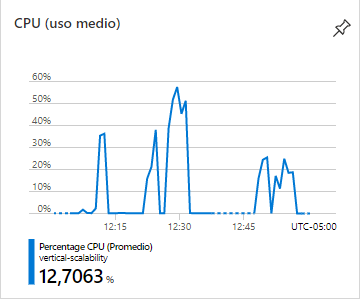 CPU (uso medio)
60%
50%
40%
30%
20%
10%
0%
12:15 12:30 12:45 UTC-05:00
Percentage CPU (Promedio)
vertical-scalability
12,7063 %